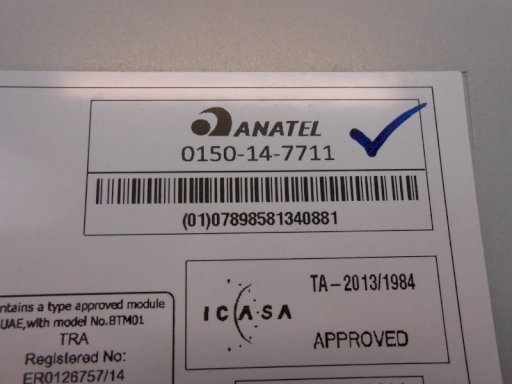 ANATEL
0150-14-7711
(01)07898581340881
TA-2013/1984
ICASA
APPROVED
ntains a type approved module
UAE,with model No.BTM01
TRA
Registered No:
ER0126757/14